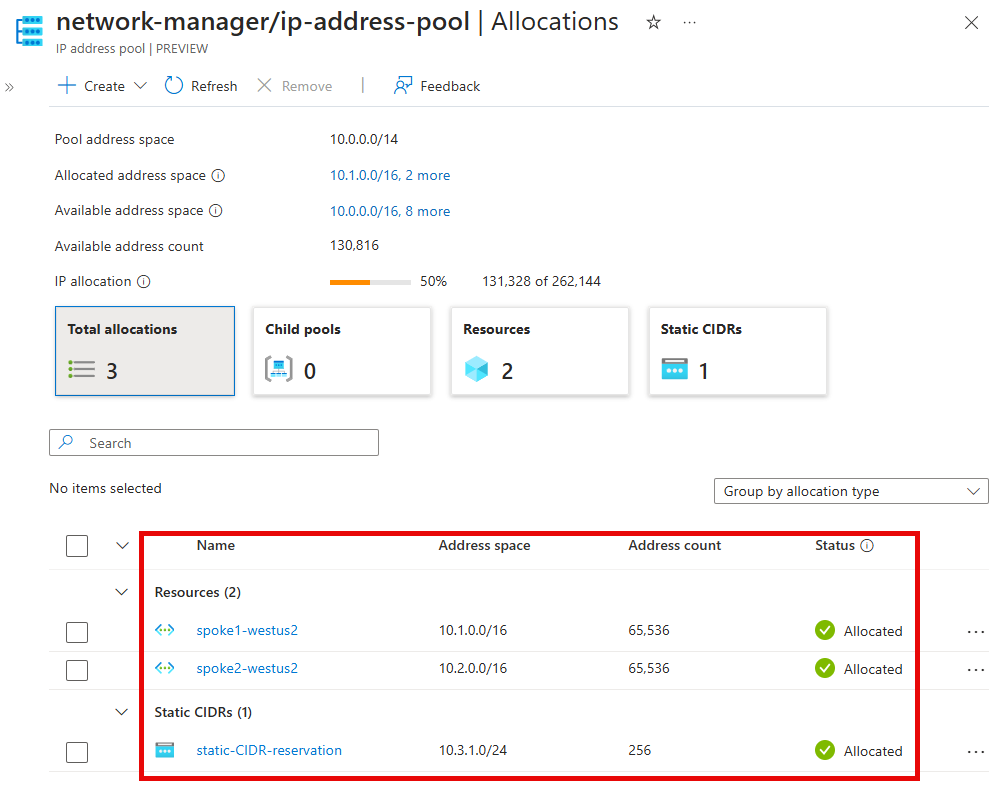 network-manager/ip-address-pool | Allocations
IP address pool | PREVIEW
Create Refresh Remove Feedback
Pool address space 10.0.0.0/14
Allocated address space 10.1.0.0/16, 2 more
Available address space 10.0.0.0/16, 8 more
Available address count 130,816
IP allocation 50% 131,328 of 262,144
Total allocations Child pools Resources Static CIDRs
3 0 2 1
Search
No items selected
Group by allocation type
Name Address space Address count Status
Resources (2)
spoke1-westus2 10.1.0.0/16 65,536 Allocated
spoke2-westus2 10.2.0.0/16 65,536 Allocated
Static CIDRs (1)
static-CIDR-reservation 10.3.1.0/24 256 Allocated